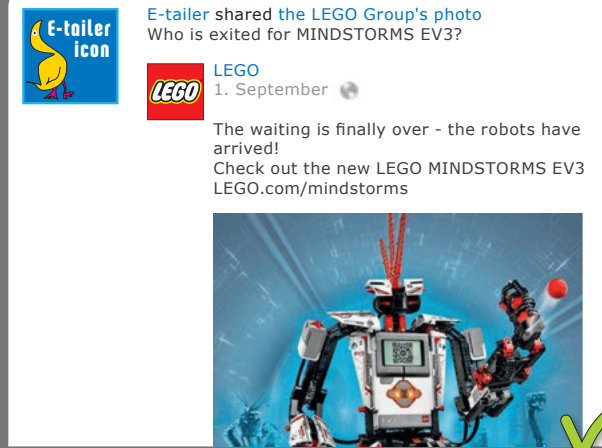 E-tailer
icon
E-tailer shared the LEGO Group's photo
Who is exited for MINDSTORMS EV3?
LEGO
LEGO
1. September
The waiting is finally over - the robots have
arrived!
Check out the new LEGO MINDSTORMS EV3
LEGO.com/mindstorms